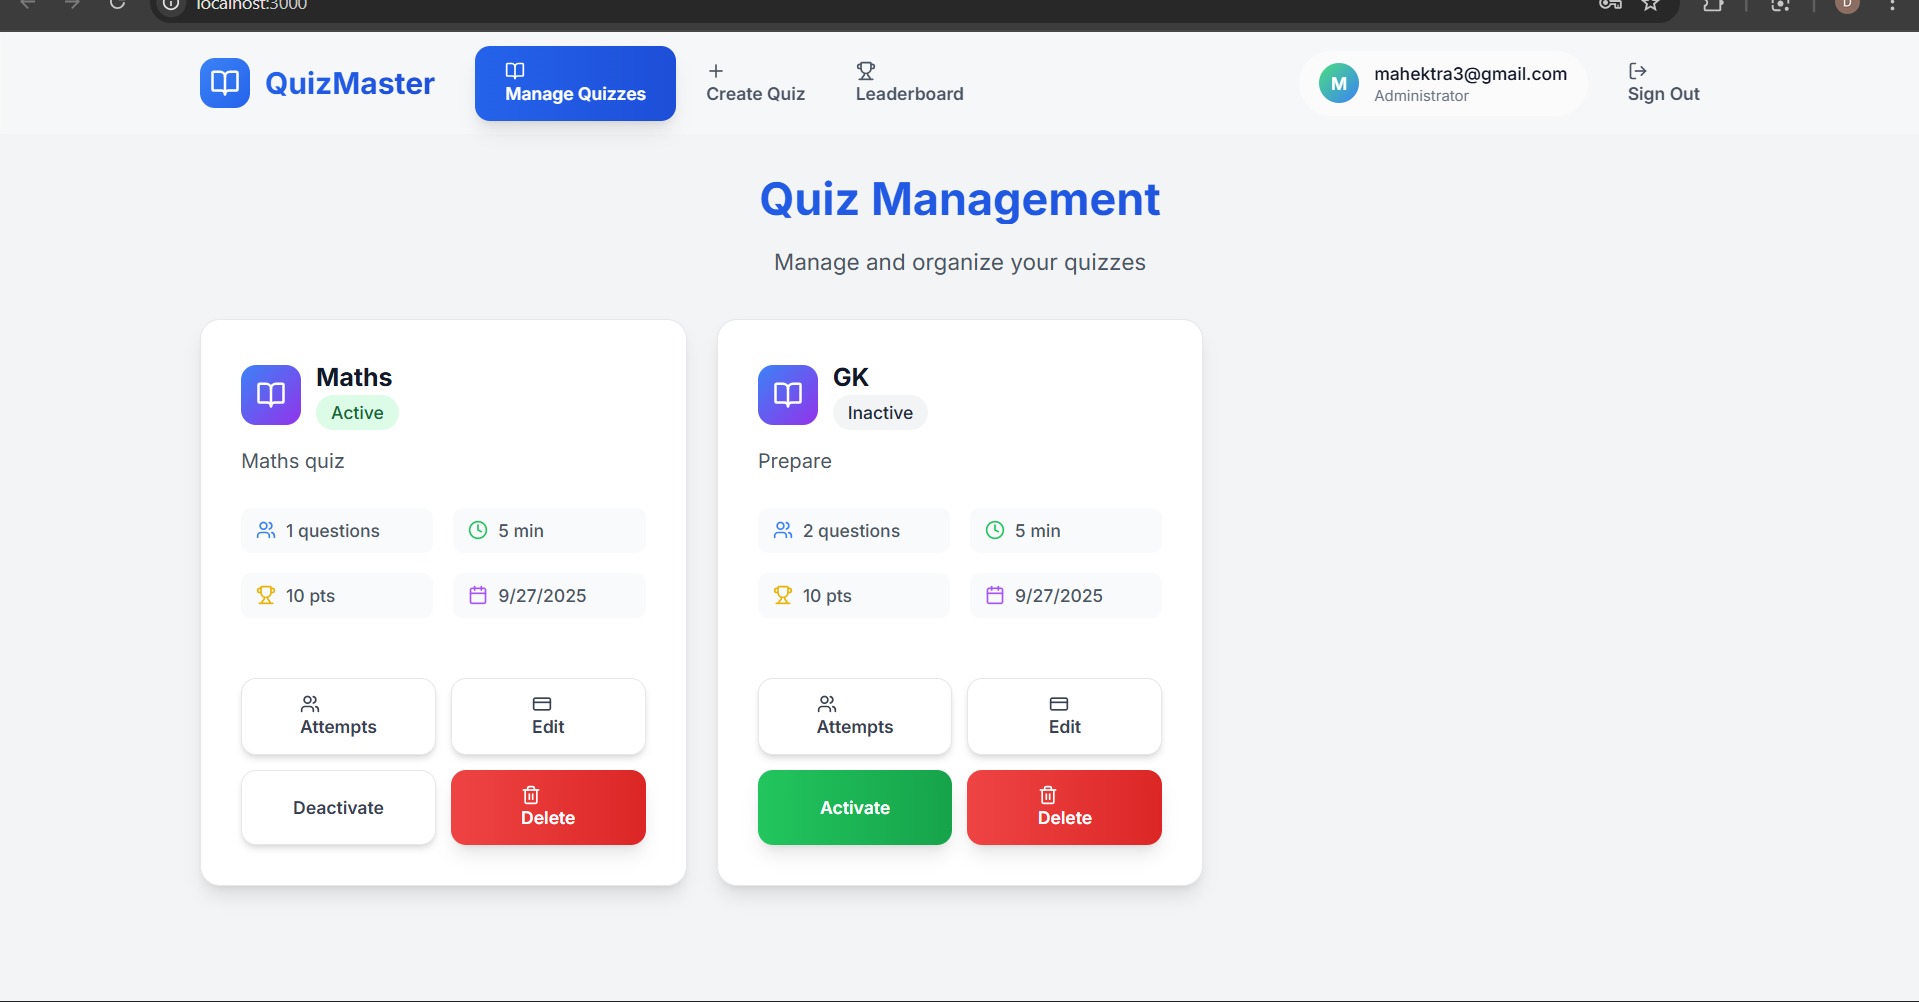 localhost:3000
D
QuizMaster
Manage Quizzes
Create Quiz
Leaderboard
M
mahektra3@gmail.com
Administrator
Sign Out
Quiz Management
Manage and organize your quizzes
Maths
Active
Maths quiz
1 questions
5 min
10 pts
9/27/2025
Attempts
Edit
Deactivate
Delete
GK
Inactive
Prepare
2 questions
5 min
10 pts
9/27/2025
Attempts
Edit
Activate
Delete